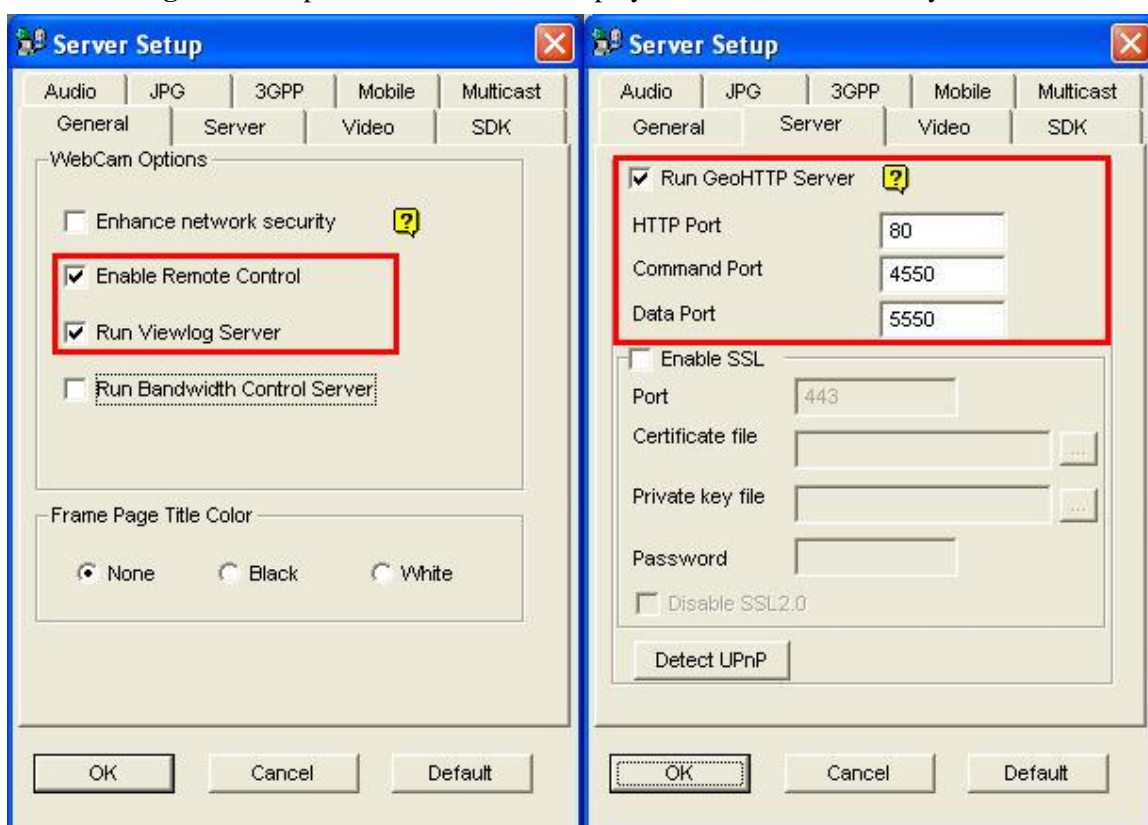 Server Setup
Audio JPG 3GPP Mobile Multicast
General Server Video SDK
WebCam Options
Enhance network security ?
Enable Remote Control
Run Viewlog Server
Run Bandwidth Control Server
Frame Page Title Color
None Black White
OK Cancel Default
Server Setup
Audio JPG 3GPP Mobile Multicast
General Server Video SDK
Run GeoHTTP Server ?
HTTP Port 80
Command Port 4550
Data Port 5550
Enable SSL
Port 443
Certificate file ...
Private key file ...
Password
Disable SSL2.0
Detect UPnP
OK Cancel Default